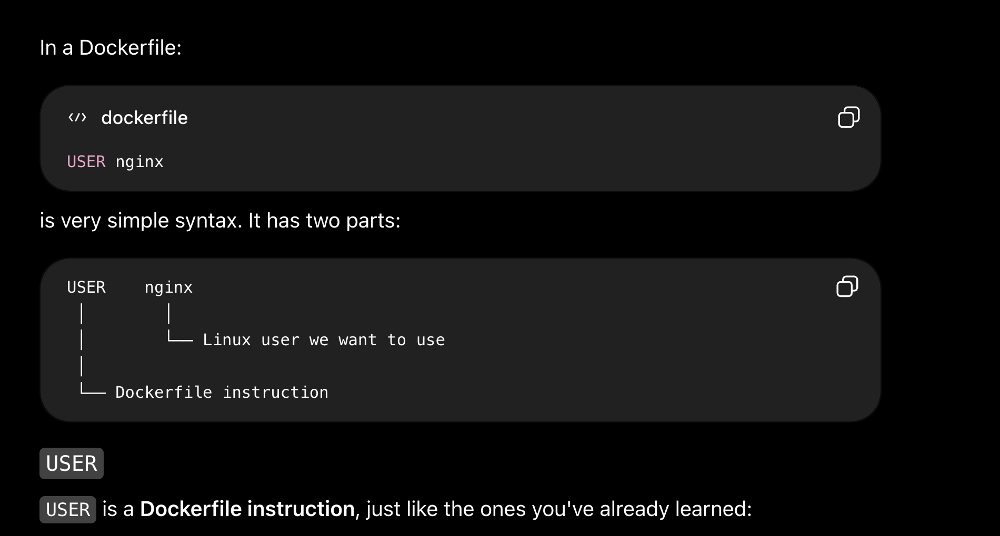 In a Dockerfile:
dockerfile
USER nginx
is very simple syntax. It has two parts:
USER    nginx
Linux user we want to use
Dockerfile instruction
USER
USER is a Dockerfile instruction, just like the ones you've already learned: